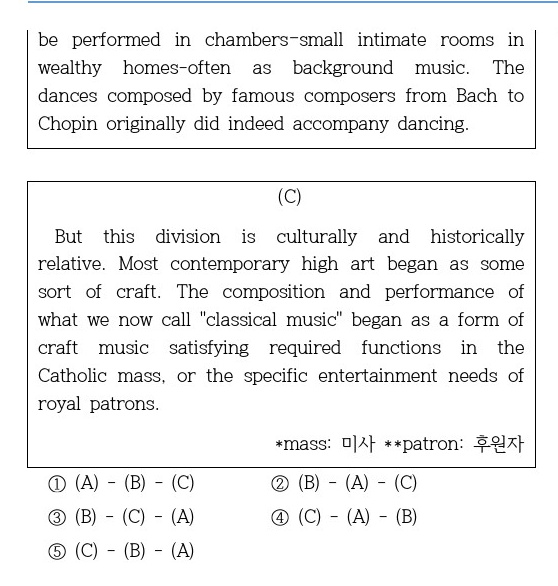 be performed in chambers-small intimate rooms in
wealthy homes-often as background music. The
dances composed by famous composers from Bach to
Chopin originally did indeed accompany dancing.
(C)
But this division is culturally and historically
relative. Most contemporary high art began as some
sort of craft. The composition and performance of
what we now call "classical music" began as a form of
craft music satisfying required functions in the
Catholic mass, or the specific entertainment needs of
royal patrons.
*mass: 미사 **patron: 후원자
① (A) - (B) - (C) ② (B) - (A) - (C)
③ (B) - (C) - (A) ④ (C) - (A) - (B)
⑤ (C) - (B) - (A)